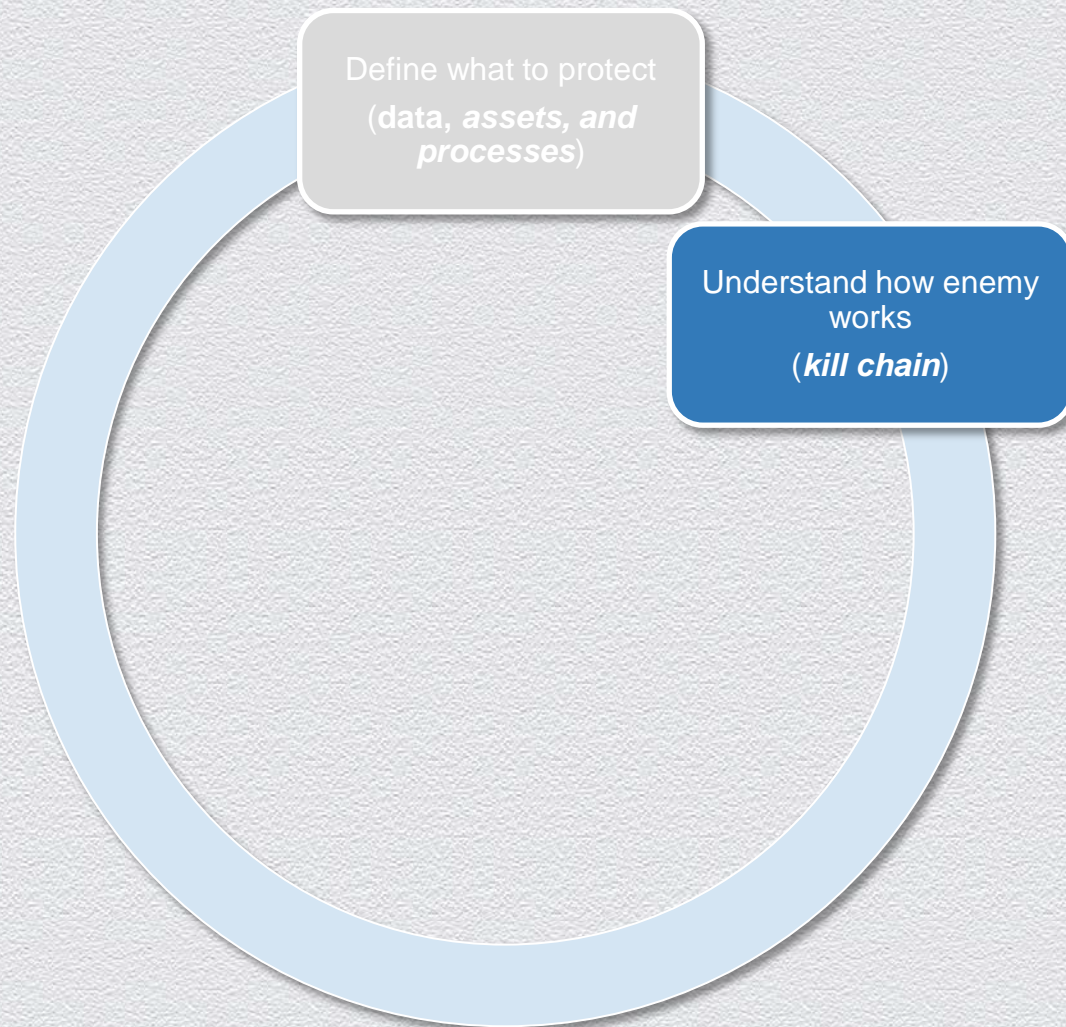 Define what to protect
(data, assets, and
processes)
Understand how enemy
works
(kill chain)